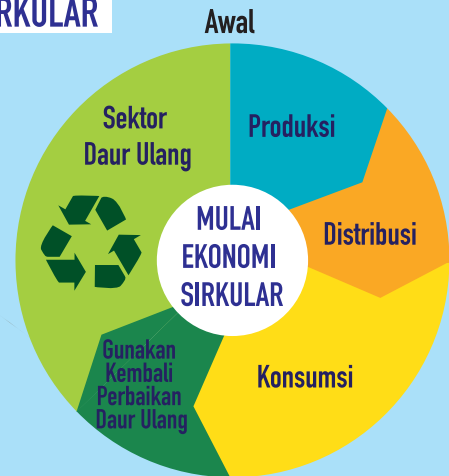 RKULAR
Awal
Produksi
Distribusi
Konsumsi
Gunakan
Kembali
Perbaikan
Daur Ulang
Sektor
Daur Ulang
MULAI
EKONOMI
SIRKULAR